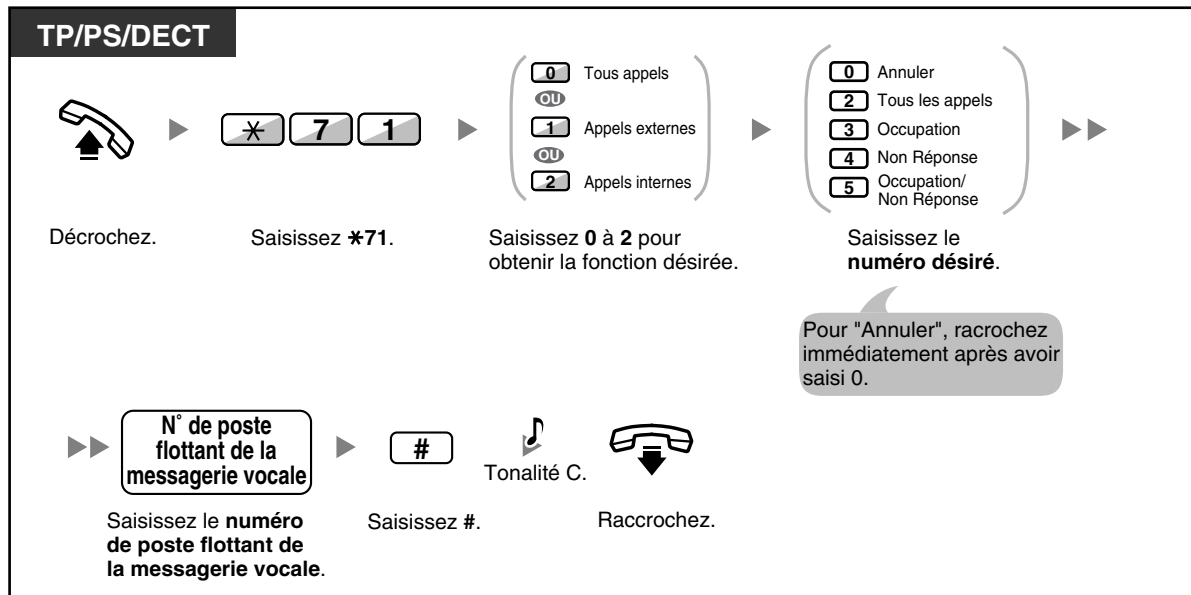 TP/PS/DECT
0 Tous appels
OU
1 Appels externes
OU
2 Appels internes
0 Annuler
2 Tous les appels
3 Occupation
4 Non Réponse
5 Occupation/
Non Réponse
* 7 1
Décrochez.
Saisissez *71.
Saisissez 0 à 2 pour
obtenir la fonction désirée.
Saisissez le
numéro désiré.
Pour "Annuler", racrochez
immédiatement après avoir
saisi 0.
N° de poste
flottant de la
messagerie vocale
#
Tonalité C.
Saisissez le numéro
de poste flottant de
la messagerie vocale.
Saisissez #.
Raccrochez.